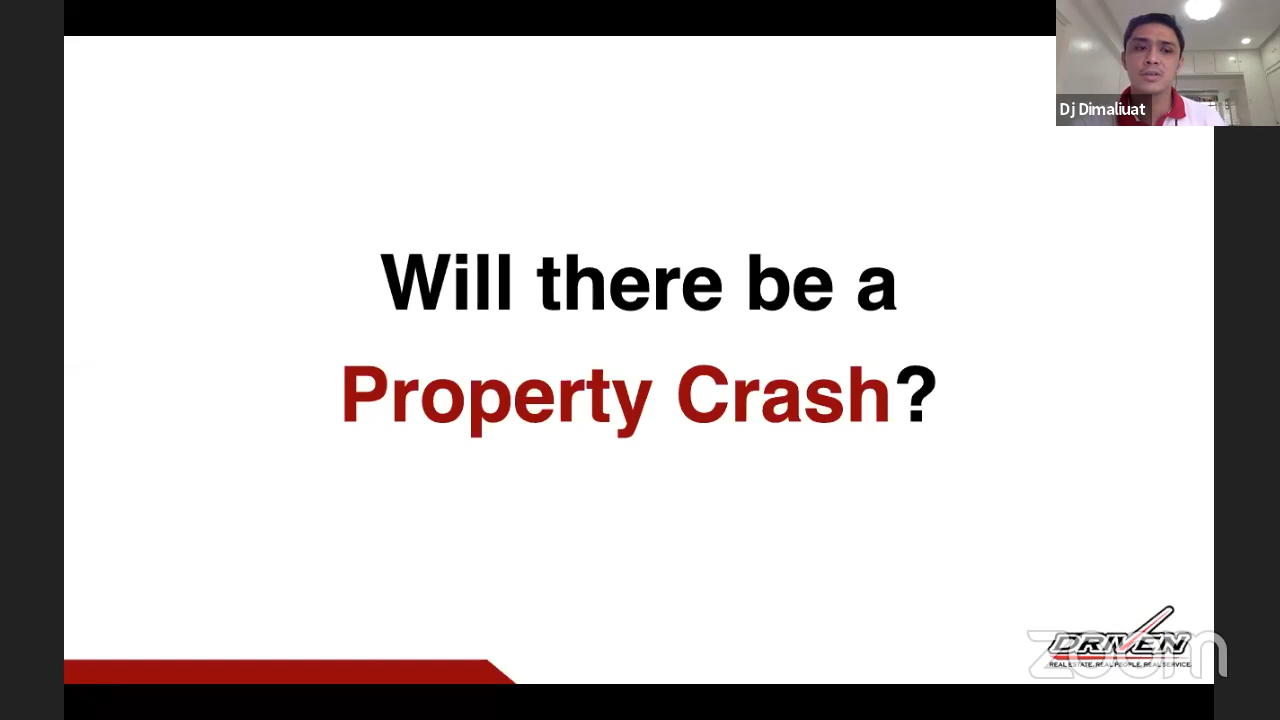 Dj Dimaliuat
Will there be a
Property Crash?
DRIVEN
REAL ESTATE. REAL PEOPLE. REAL SERVICE.
zoom